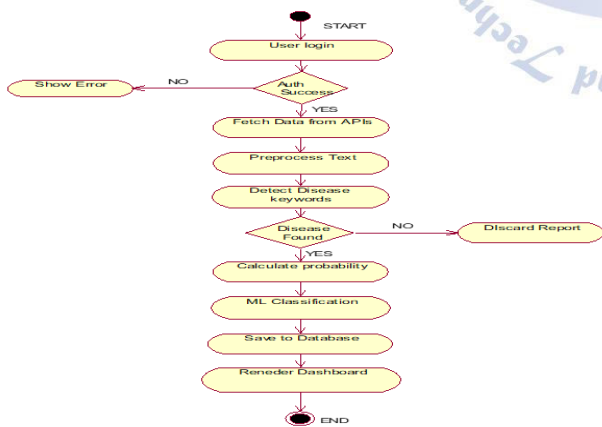 START
User login
Show Error
NO
Auth
Success
YES
Fetch Data from APIs
Preprocess Text
Detect Disease
keywords
Disease
Found
NO
DIscard Report
YES
Calculate probability
ML Classification
Save to Database
Reneder Dashboard
END